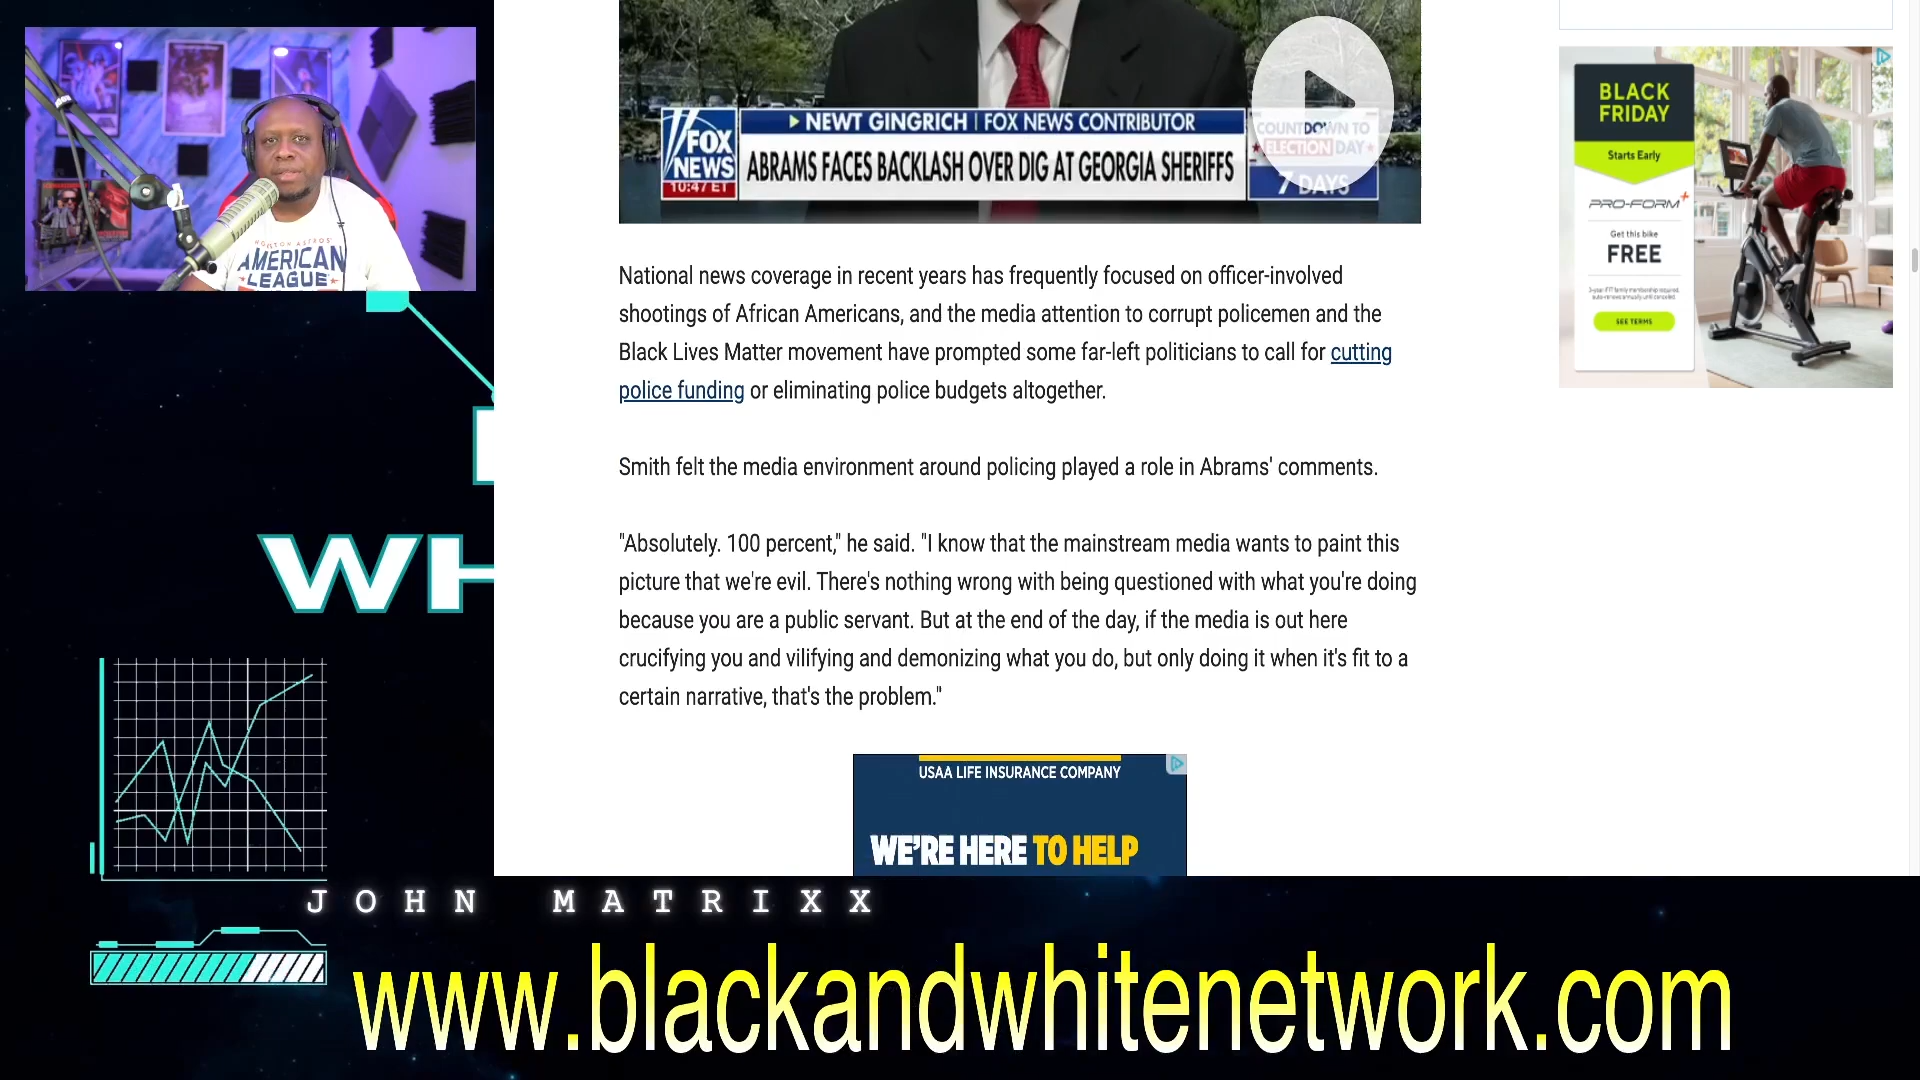 HOUSTON ASTROS
AMERICAN
LEAGUE
FOX
NEWS
10:47 ET
NEWT GINGRICH | FOX NEWS CONTRIBUTOR
ABRAMS FACES BACKLASH OVER DIG AT GEORGIA SHERIFFS
COUNTDOWN TO
ELECTION DAY
7 DAYS
National news coverage in recent years has frequently focused on officer-involved
shootings of African Americans, and the media attention to corrupt policemen and the
Black Lives Matter movement have prompted some far-left politicians to call for cutting
police funding or eliminating police budgets altogether.
Smith felt the media environment around policing played a role in Abrams' comments.
"Absolutely. 100 percent," he said. "I know that the mainstream media wants to paint this
picture that we're evil. There's nothing wrong with being questioned with what you're doing
because you are a public servant. But at the end of the day, if the media is out here
crucifying you and vilifying and demonizing what you do, but only doing it when it's fit to a
certain narrative, that's the problem."
USAA LIFE INSURANCE COMPANY
WE'RE HERE TO HELP
BLACK
FRIDAY
Starts Early
PRO-FORM
Get this bike
FREE
SEE TERMS
WH
JOHN MATRIXX
www.blackandwhitenetwork.com